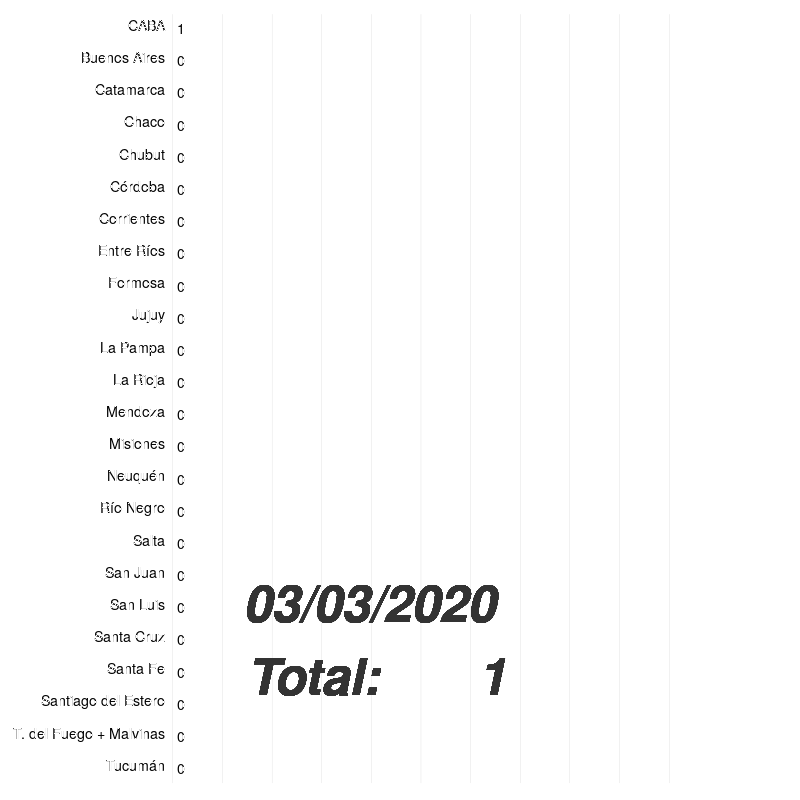 CABA 1
Buenos Aires 0
Catamarca 0
Chaco 0
Chubut 0
Córdoba 0
Corrientes 0
Entre Ríos 0
Formosa 0
Jujuy 0
La Pampa 0
La Rioja 0
Mendoza 0
Misiones 0
Neuquén 0
Río Negro 0
Salta 0
San Juan 0
San Luis 0
Santa Cruz 0
Santa Fe 0
Santiago del Estero 0
T. del Fuego + Malvinas 0
Tucumán 0
03/03/2020
Total: 1